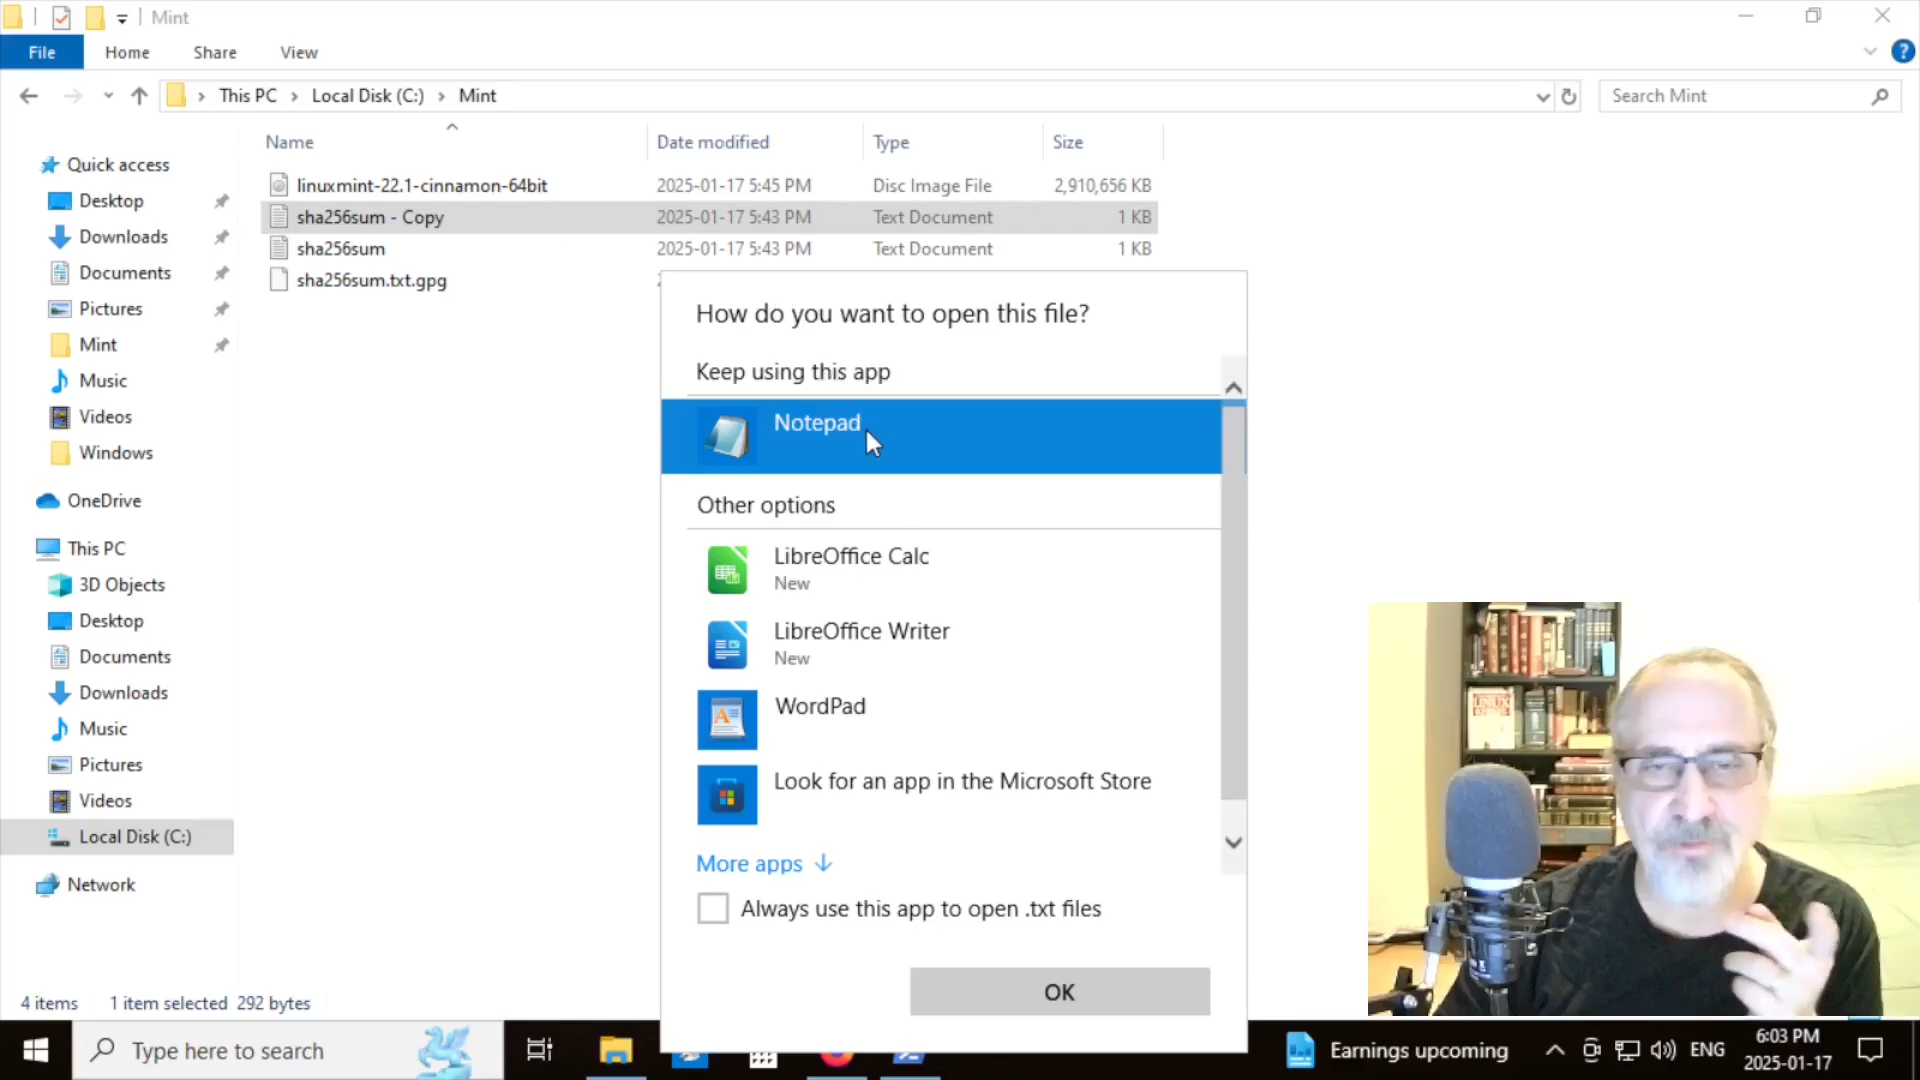 Mint
File Home Share View
This PC > Local Disk (C:) > Mint
Search Mint
Name Date modified Type Size
linuxmint-22.1-cinnamon-64bit 2025-01-17 5:45 PM Disc Image File 2,910,656 KB
sha256sum - Copy 2025-01-17 5:43 PM Text Document 1 KB
sha256sum 2025-01-17 5:43 PM Text Document 1 KB
sha256sum.txt.gpg
Quick access
Desktop
Downloads
Documents
Pictures
Mint
Music
Videos
Windows
OneDrive
This PC
3D Objects
Desktop
Documents
Downloads
Music
Pictures
Videos
Local Disk (C:)
Network
How do you want to open this file?
Keep using this app
Notepad
Other options
LibreOffice Calc
New
LibreOffice Writer
New
WordPad
Look for an app in the Microsoft Store
More apps
Always use this app to open .txt files
OK
LINUX
4 items 1 item selected 292 bytes
Type here to search
Earnings upcoming
ENG
6:03 PM
2025-01-17